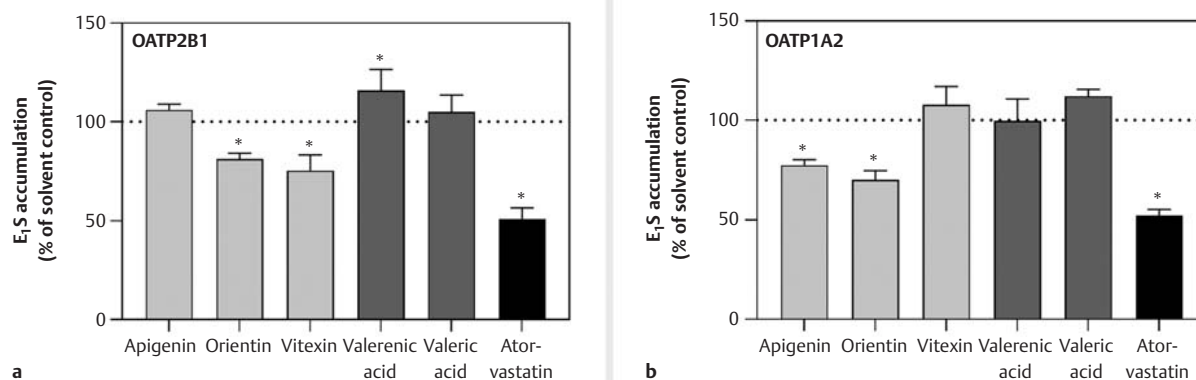 OATP2B1
E₁S accumulation
(% of solvent control)
150
100
50
0
*
*
*
*
Apigenin Orientin Vitexin Valerenic acid Valeric acid Ator-vastatin
a
OATP1A2
E₁S accumulation
(% of solvent control)
150
100
50
0
*
*
*
Apigenin Orientin Vitexin Valerenic acid Valeric acid Ator-vastatin
b